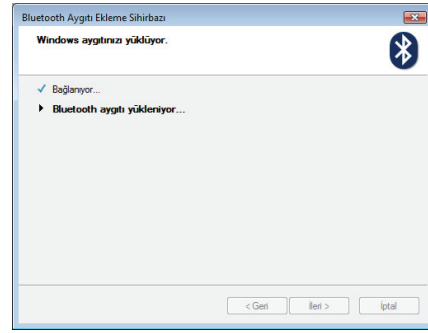 Bluetooth Aygıtı Ekleme Sihirbazı
Windows aygıtınızı yüklüyor.
Bağlanıyor...
Bluetooth aygıtı yükleniyor...
< Geri
İleri >
İptal